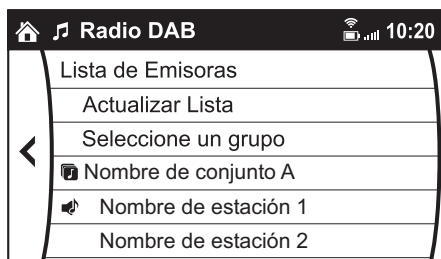 Radio DAB 10:20
Lista de Emisoras
Actualizar Lista
Seleccione un grupo
Nombre de conjunto A
Nombre de estación 1
Nombre de estación 2